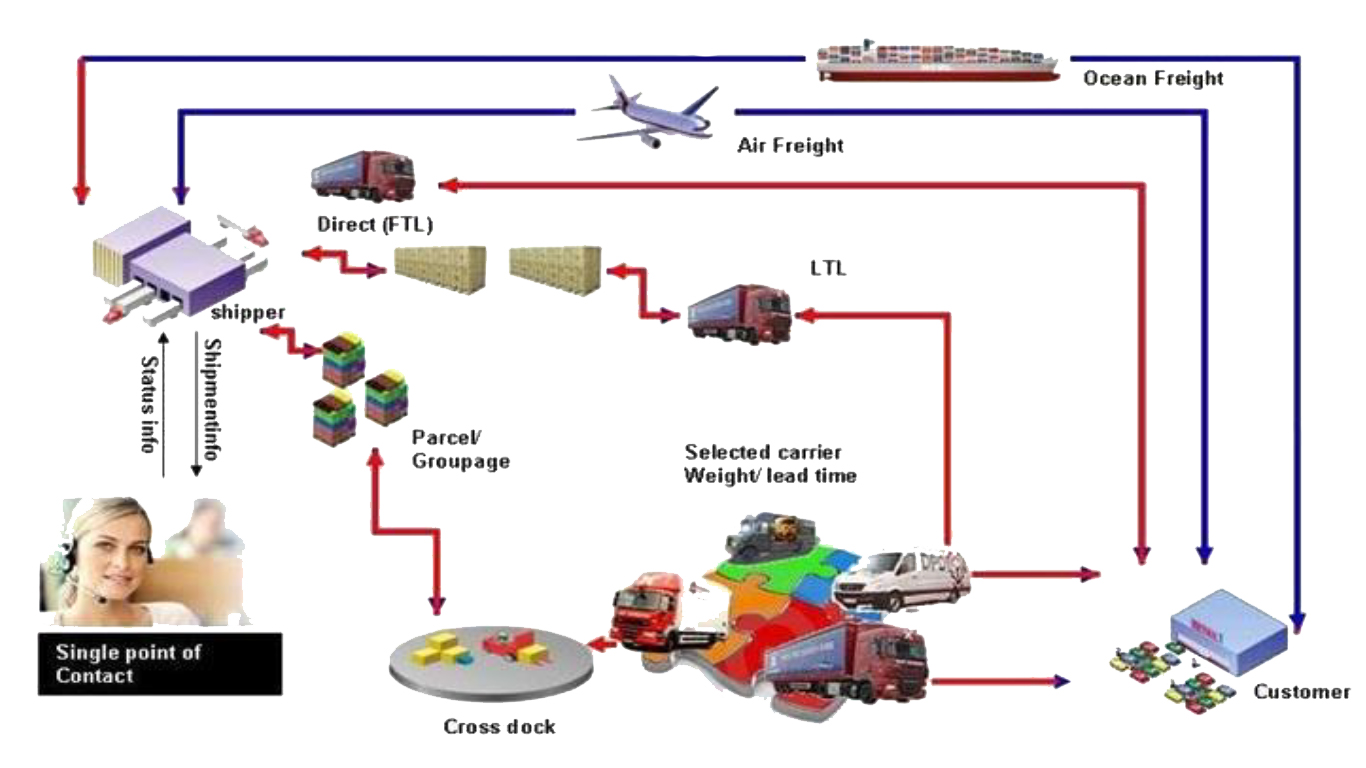 Ocean Freight
Air Freight
Direct (FTL)
LTL
shipper
Status info
Shipmentinfo
Parcel/
Groupage
Selected carrier
Weight/ lead time
Single point of
Contact
Cross dock
Customer